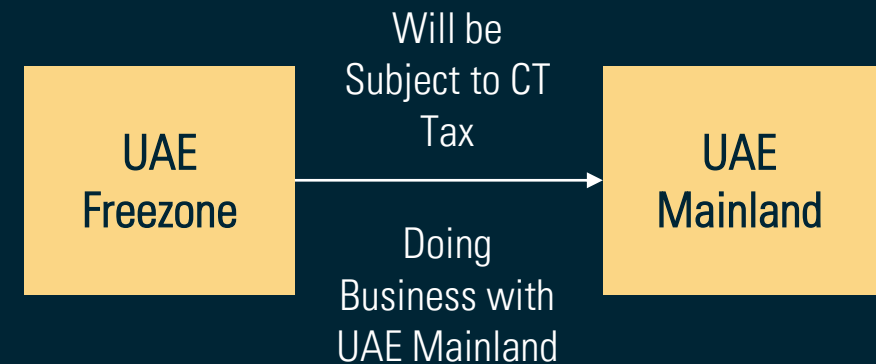 UAE
Freezone
Will be
Subject to CT
Tax
Doing
Business with
UAE Mainland
UAE
Mainland